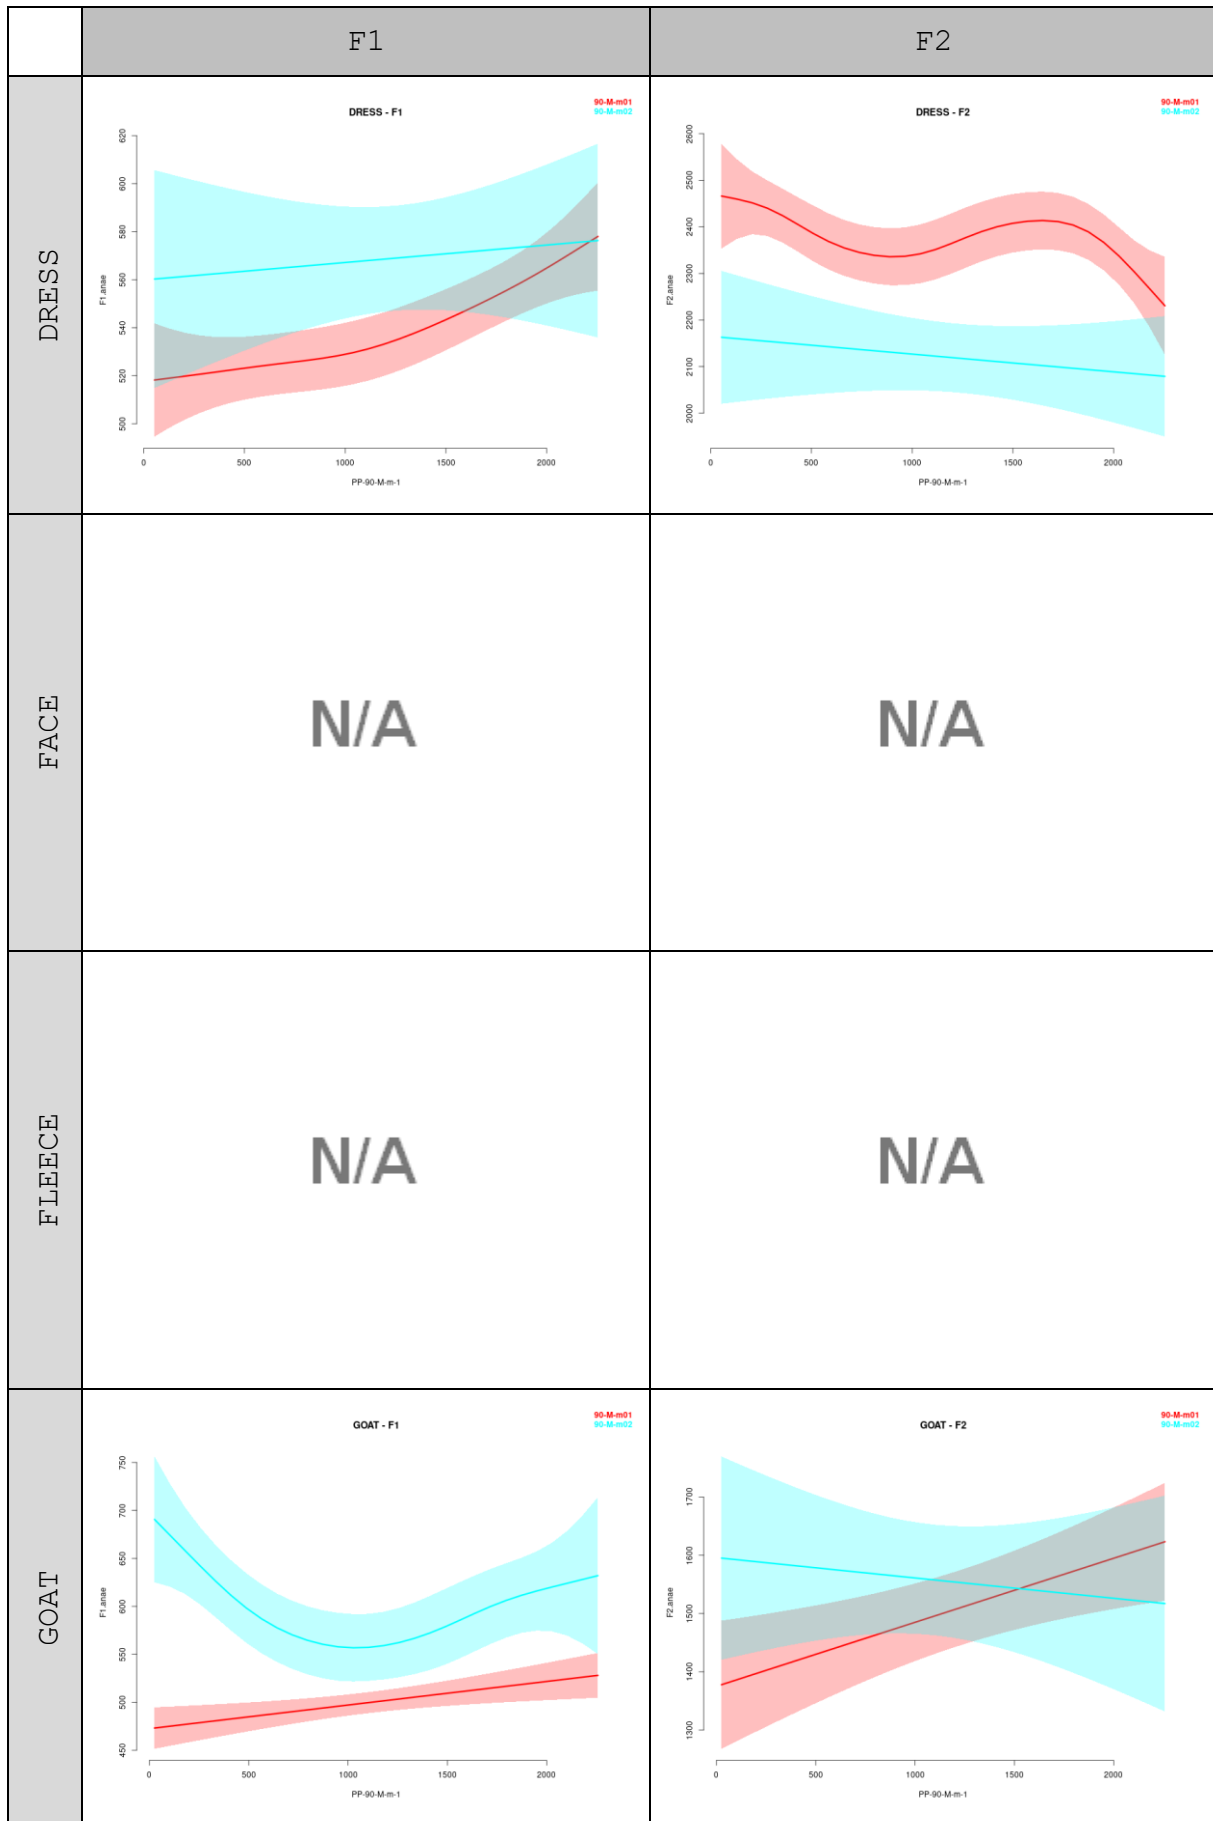 F1
F2
DRESS
DRESS - F1
90-M-m01
90-M-m02
F1.anae
620
600
580
560
540
520
500
0
500
1000
1500
2000
PP-90-M-m-1
DRESS - F2
90-M-m01
90-M-m02
F2.anae
2600
2500
2400
2300
2200
2100
2000
0
500
1000
1500
2000
PP-90-M-m-1
FACE
N/A
N/A
FLEECE
N/A
N/A
GOAT
GOAT - F1
90-M-m01
90-M-m02
F1.anae
750
700
650
600
550
500
450
0
500
1000
1500
2000
PP-90-M-m-1
GOAT - F2
90-M-m01
90-M-m02
F2.anae
1700
1600
1500
1400
1300
0
500
1000
1500
2000
PP-90-M-m-1